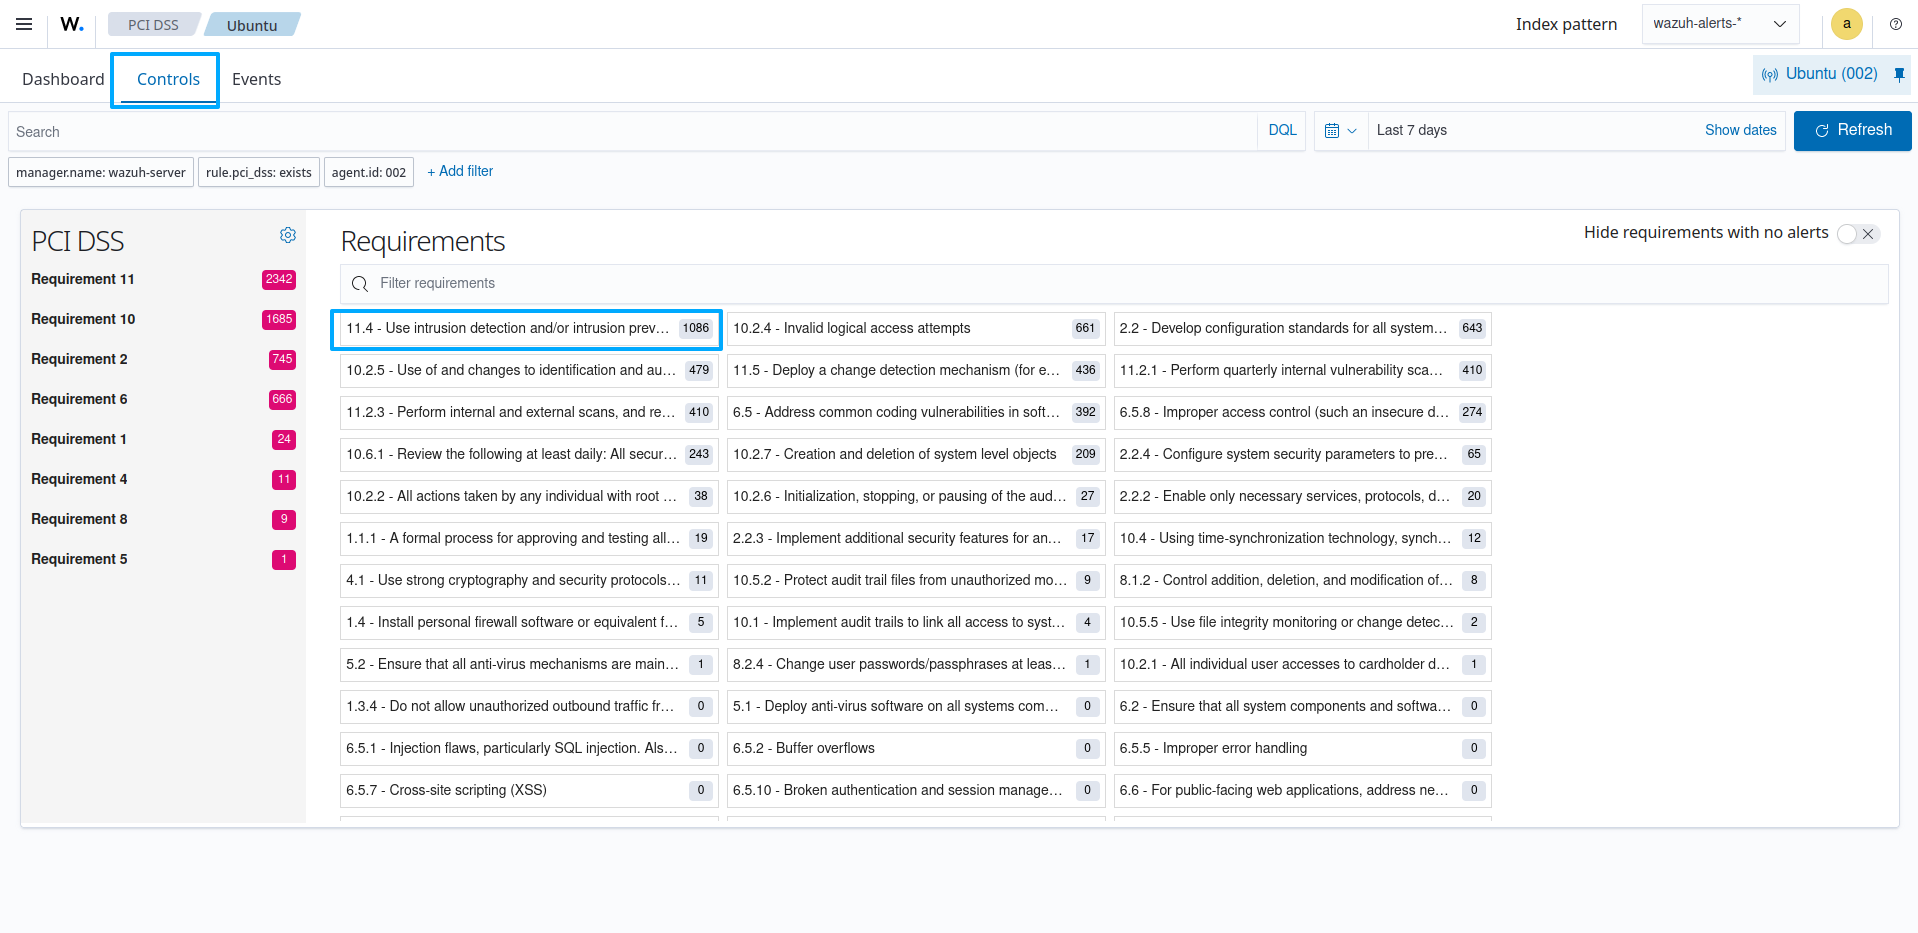 W.
PCI DSS
Ubuntu
Index pattern
wazuh-alerts-*
a
Dashboard
Controls
Events
Ubuntu (002)
Search
DQL
Last 7 days
Show dates
Refresh
manager.name: wazuh-server
rule.pci_dss: exists
agent.id: 002
+ Add filter
PCI DSS
Requirement 11 2342
Requirement 10 1685
Requirement 2 745
Requirement 6 666
Requirement 1 24
Requirement 4 11
Requirement 8 9
Requirement 5 1
Requirements
Hide requirements with no alerts
Filter requirements
11.4 - Use intrusion detection and/or intrusion prev... 1086
10.2.4 - Invalid logical access attempts 661
2.2 - Develop configuration standards for all system... 643
10.2.5 - Use of and changes to identification and au... 479
11.5 - Deploy a change detection mechanism (for e... 436
11.2.1 - Perform quarterly internal vulnerability sca... 410
11.2.3 - Perform internal and external scans, and re... 410
6.5 - Address common coding vulnerabilities in soft... 392
6.5.8 - Improper access control (such an insecure d... 274
10.6.1 - Review the following at least daily: All secur... 243
10.2.7 - Creation and deletion of system level objects 209
2.2.4 - Configure system security parameters to pre... 65
10.2.2 - All actions taken by any individual with root ... 38
10.2.6 - Initialization, stopping, or pausing of the aud... 27
2.2.2 - Enable only necessary services, protocols, d... 20
1.1.1 - A formal process for approving and testing all... 19
2.2.3 - Implement additional security features for an... 17
10.4 - Using time-synchronization technology, synch... 12
4.1 - Use strong cryptography and security protocols... 11
10.5.2 - Protect audit trail files from unauthorized mo... 9
8.1.2 - Control addition, deletion, and modification of... 8
1.4 - Install personal firewall software or equivalent f... 5
10.1 - Implement audit trails to link all access to syst... 4
10.5.5 - Use file integrity monitoring or change detec... 2
5.2 - Ensure that all anti-virus mechanisms are main... 1
8.2.4 - Change user passwords/passphrases at leas... 1
10.2.1 - All individual user accesses to cardholder d... 1
1.3.4 - Do not allow unauthorized outbound traffic fr... 0
5.1 - Deploy anti-virus software on all systems com... 0
6.2 - Ensure that all system components and softwa... 0
6.5.1 - Injection flaws, particularly SQL injection. Als... 0
6.5.2 - Buffer overflows 0
6.5.5 - Improper error handling 0
6.5.7 - Cross-site scripting (XSS) 0
6.5.10 - Broken authentication and session manage... 0
6.6 - For public-facing web applications, address ne... 0